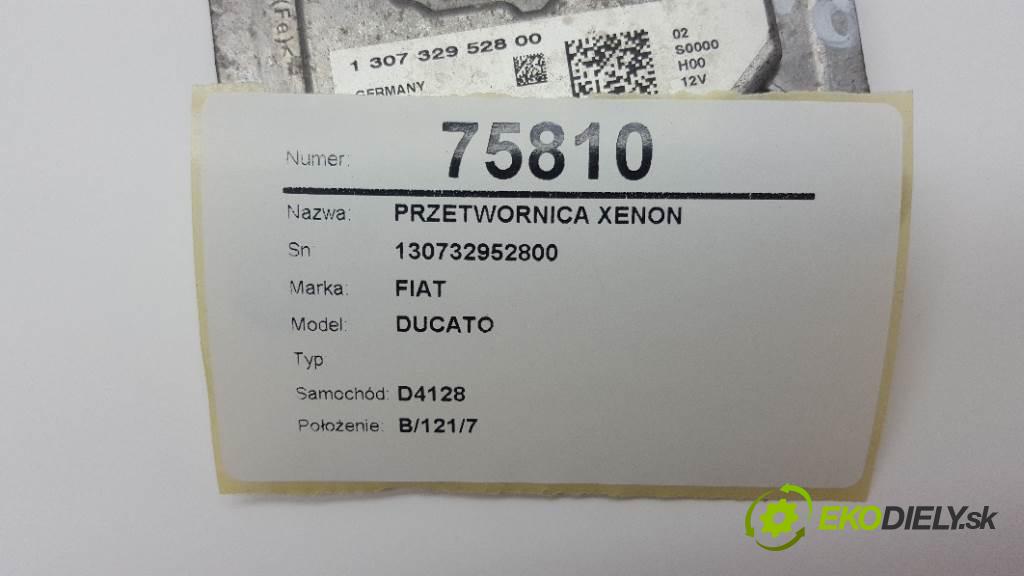 (Fe)
1 307 329 528 00
GERMANY
02
S0000
H00
12V
Numer: 75810
Nazwa: PRZETWORNICA XENON
Sn 130732952800
Marka: FIAT
Model: DUCATO
Typ
Samochód: D4128
Położenie: B/121/7
EKODIELY.sk